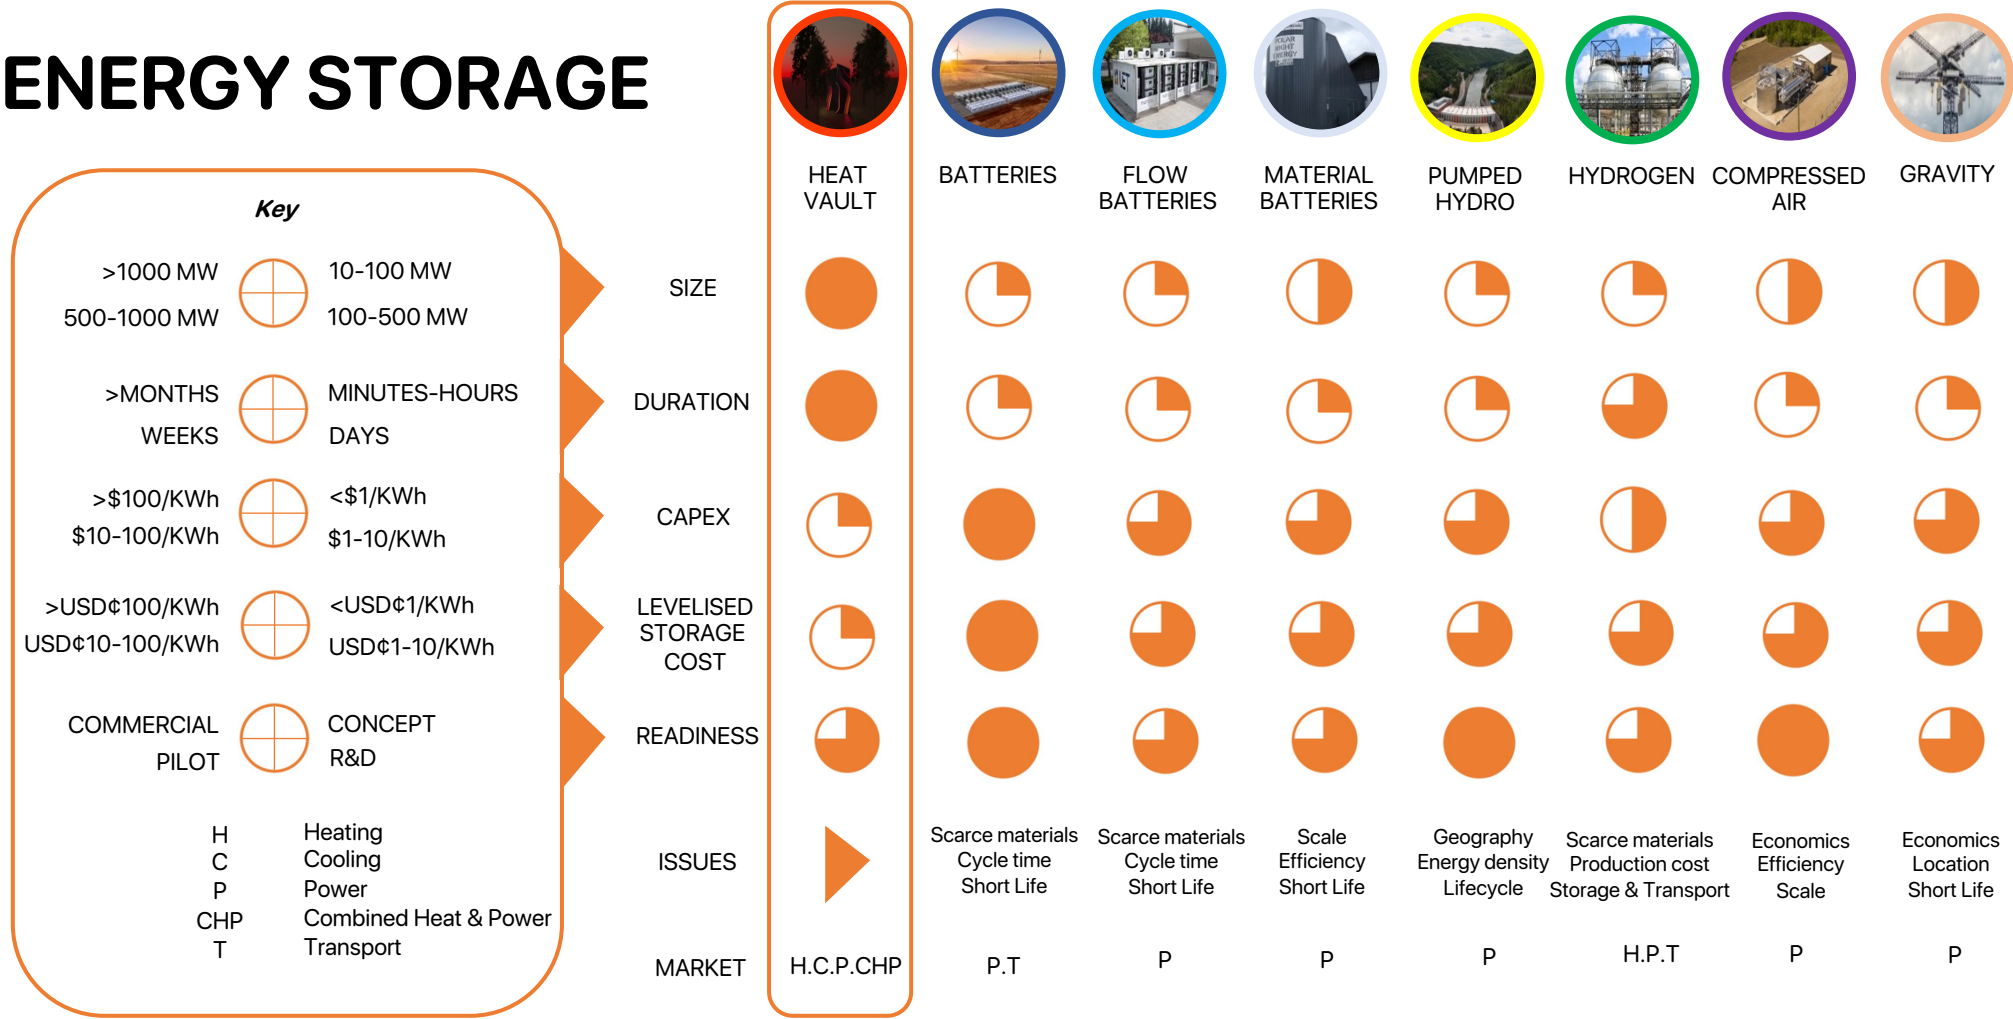 ENERGY STORAGE
HEAT
VAULT
BATTERIES
FLOW
BATTERIES
MATERIAL
BATTERIES
PUMPED
HYDRO
HYDROGEN
COMPRESSED
AIR
GRAVITY
POLAR
NIGHT
ENERGY
Key
>1000 MW
10-100 MW
500-1000 MW
100-500 MW
>MONTHS
MINUTES-HOURS
WEEKS
DAYS
>$100/KWh
<$1/KWh
$10-100/KWh
$1-10/KWh
>USD¢100/KWh
<USD¢1/KWh
USD¢10-100/KWh
USD¢1-10/KWh
COMMERCIAL
CONCEPT
PILOT
R&D
H Heating
C Cooling
P Power
CHP Combined Heat & Power
T Transport
SIZE
DURATION
CAPEX
LEVELISED
STORAGE
COST
READINESS
ISSUES
Scarce materials
Cycle time
Short Life
Scarce materials
Cycle time
Short Life
Scale
Efficiency
Short Life
Geography
Energy density
Lifecycle
Scarce materials
Production cost
Storage & Transport
Economics
Efficiency
Scale
Economics
Location
Short Life
MARKET
H.C.P.CHP
P.T
P
P
P
H.P.T
P
P